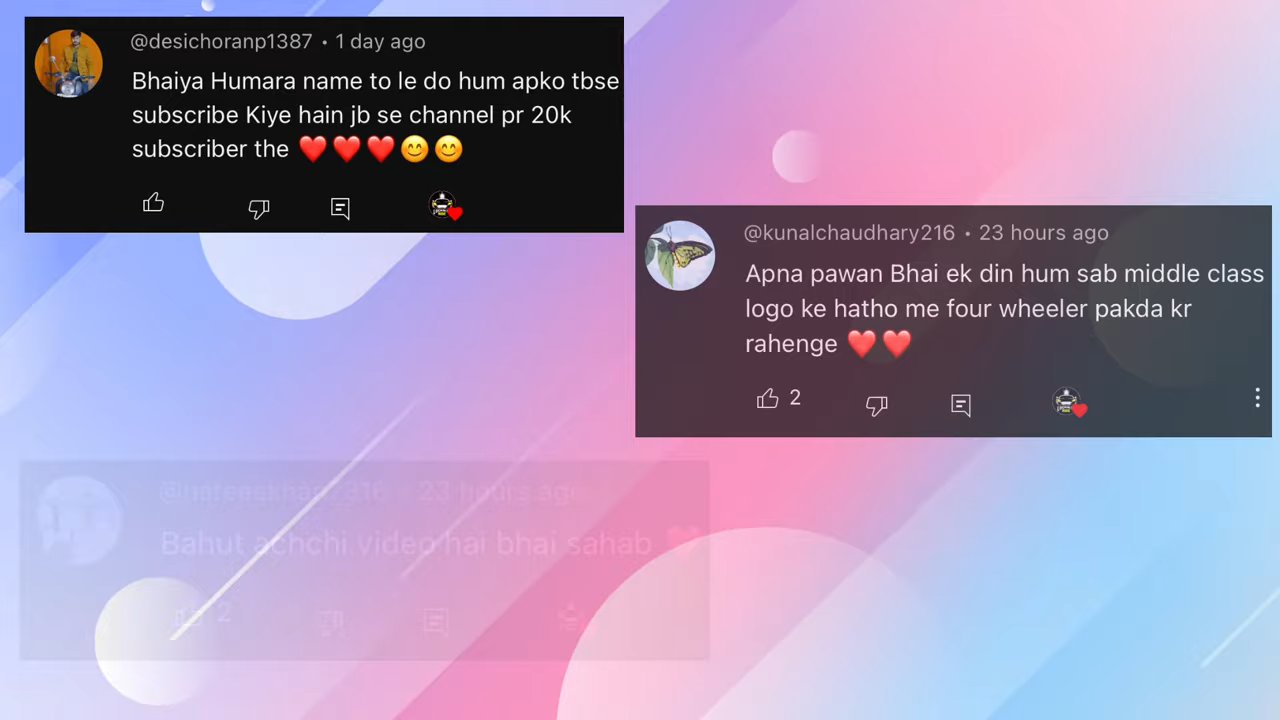 @desichoranp1387 • 1 day ago
Bhaiya Humara name to le do hum apko tbse
subscribe Kiye hain jb se channel pr 20k
subscriber the ❤️❤️❤️😊😊
@kunalchaudhary216 • 23 hours ago
Apna pawan Bhai ek din hum sab middle class
logo ke hatho me four wheeler pakda kr
rahenge ❤️❤️
2
• 23 hours ago
Bahut achchi video hai bhai sahab ❤️
2